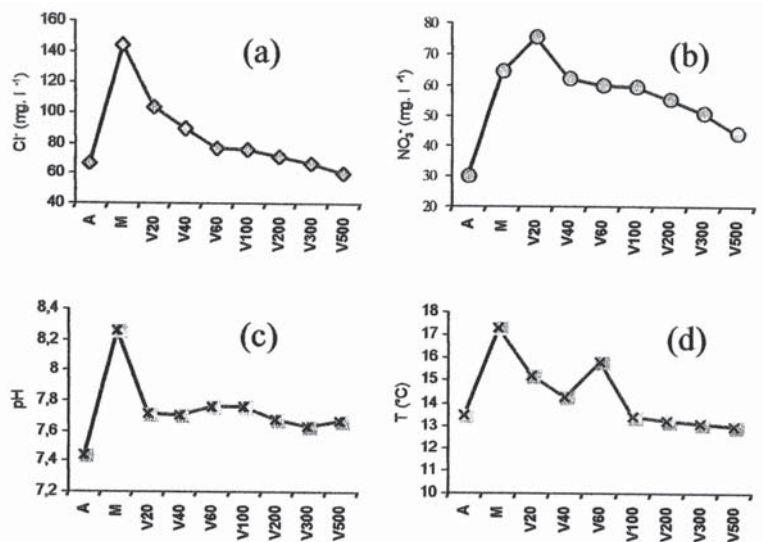 (a)
Cl⁻ (mg. l ⁻¹)
160
140
120
100
80
60
40
A
M
V20
V40
V60
V100
V200
V300
V500
(b)
NO₃⁻ (mg. l ⁻¹)
80
70
60
50
40
30
20
A
M
V20
V40
V60
V100
V200
V300
V500
(c)
pH
8,4
8,2
8
7,8
7,6
7,4
7,2
A
M
V20
V40
V60
V100
V200
V300
V500
(d)
T (°C)
18
17
16
15
14
13
12
11
10
A
M
V20
V40
V60
V100
V200
V300
V500